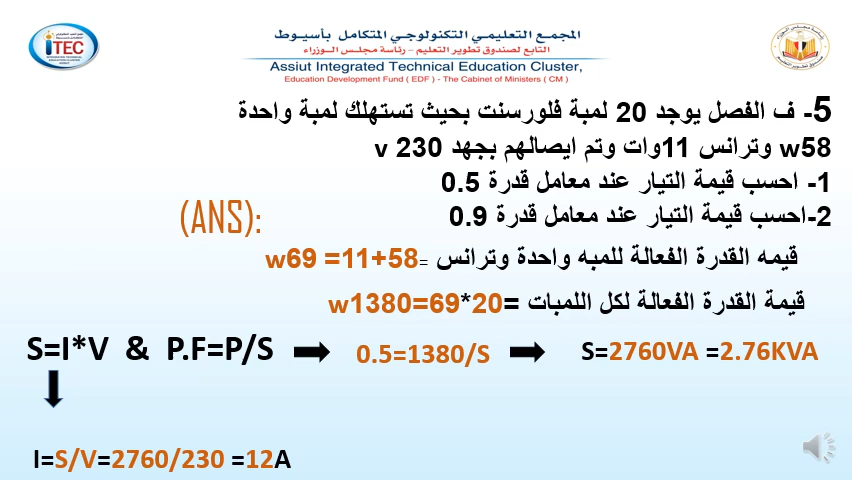 iTEC
المجمع التعليمي التكنولوجي المتكامل بأسيوط
التابع لصندوق تطوير التعليم - رئاسة مجلس الوزراء
Assiut Integrated Technical Education Cluster,
Education Development Fund ( EDF) - The Cabinet of Ministers ( CM )
5- ف الفصل يوجد 20 لمبة فلورسنت بحيث تستهلك لمبة واحدة
w58 وترانس 11وات وتم ايصالهم بجهد 230 v
1- احسب قيمة التيار عند معامل قدرة 0.5
2-احسب قيمة التيار عند معامل قدرة 0.9
(ANS):
قيمه القدرة الفعالة للمبه واحدة وترانس =58+11= w69
قيمة القدرة الفعالة لكل اللمبات =20*69=w1380
S=I*V & P.F=P/S ➡ 0.5=1380/S ➡ S=2760VA =2.76KVA
I=S/V=2760/230 =12A